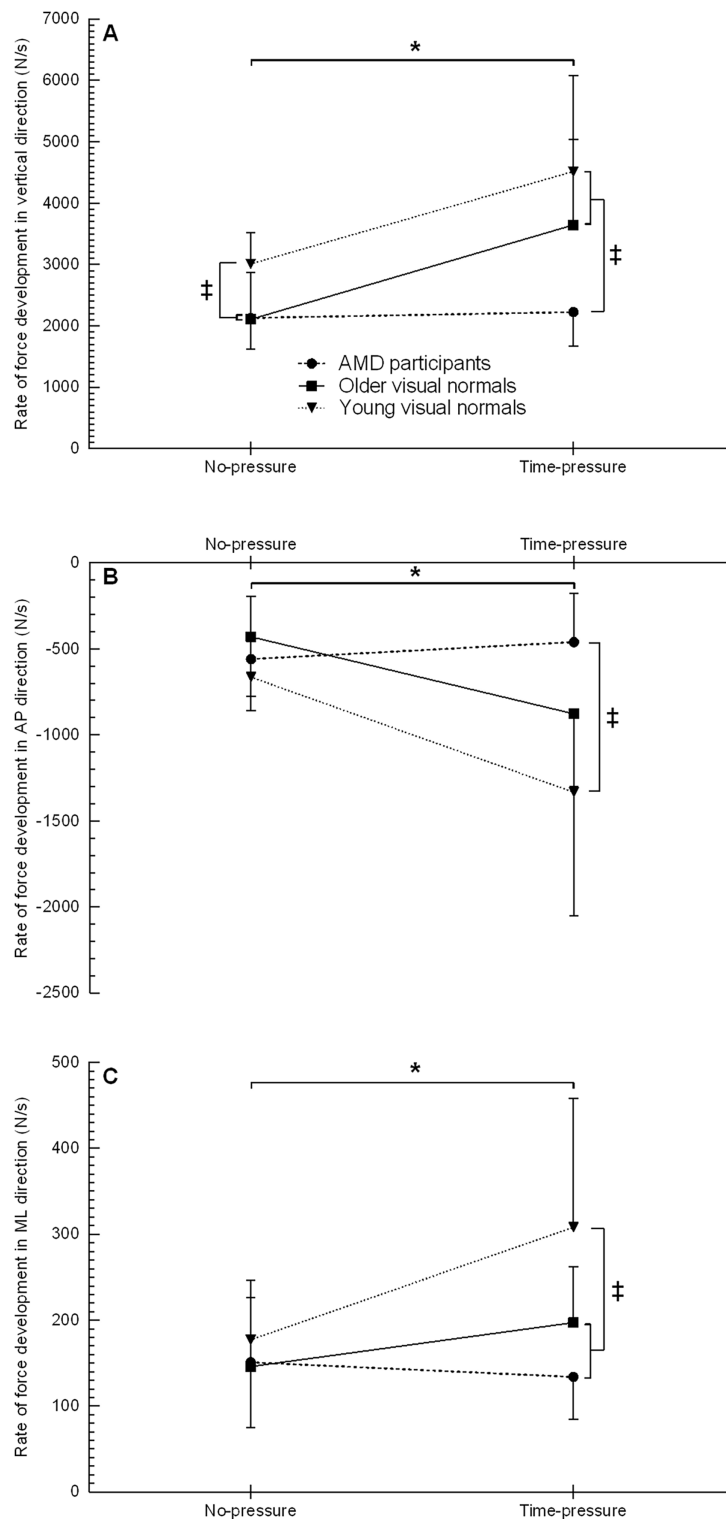 A
Rate of force development in vertical direction (N/s)
7000
6000
5000
4000
3000
2000
1000
0
*
‡
‡
AMD participants
Older visual normals
Young visual normals
No-pressure Time-pressure
No-pressure Time-pressure
B
Rate of force development in AP direction (N/s)
0
-500
-1000
-1500
-2000
-2500
*
‡
C
Rate of force development in ML direction (N/s)
500
400
300
200
100
0
*
‡
No-pressure Time-pressure